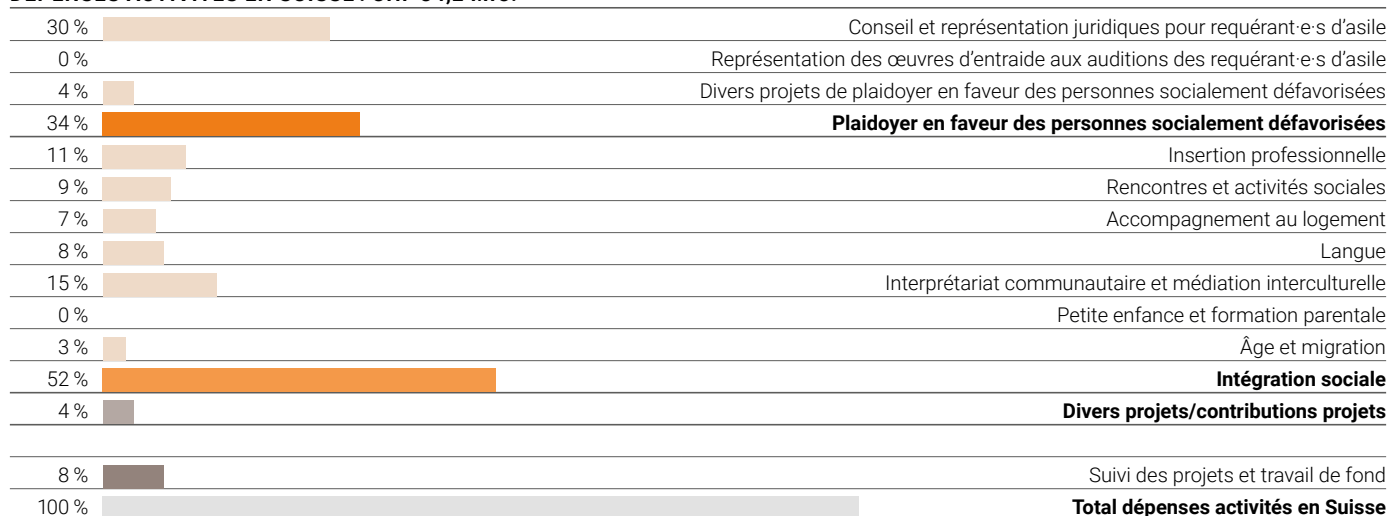 30 % Conseil et représentation juridiques pour requérant·e·s d'asile
0 % Représentation des œuvres d'entraide aux auditions des requérant·e·s d'asile
4 % Divers projets de plaidoyer en faveur des personnes socialement défavorisées
34 % Plaidoyer en faveur des personnes socialement défavorisées
11 % Insertion professionnelle
9 % Rencontres et activités sociales
7 % Accompagnement au logement
8 % Langue
15 % Interprétariat communautaire et médiation interculturelle
0 % Petite enfance et formation parentale
3 % Âge et migration
52 % Intégration sociale
4 % Divers projets/contributions projets
8 % Suivi des projets et travail de fond
100 % Total dépenses activités en Suisse